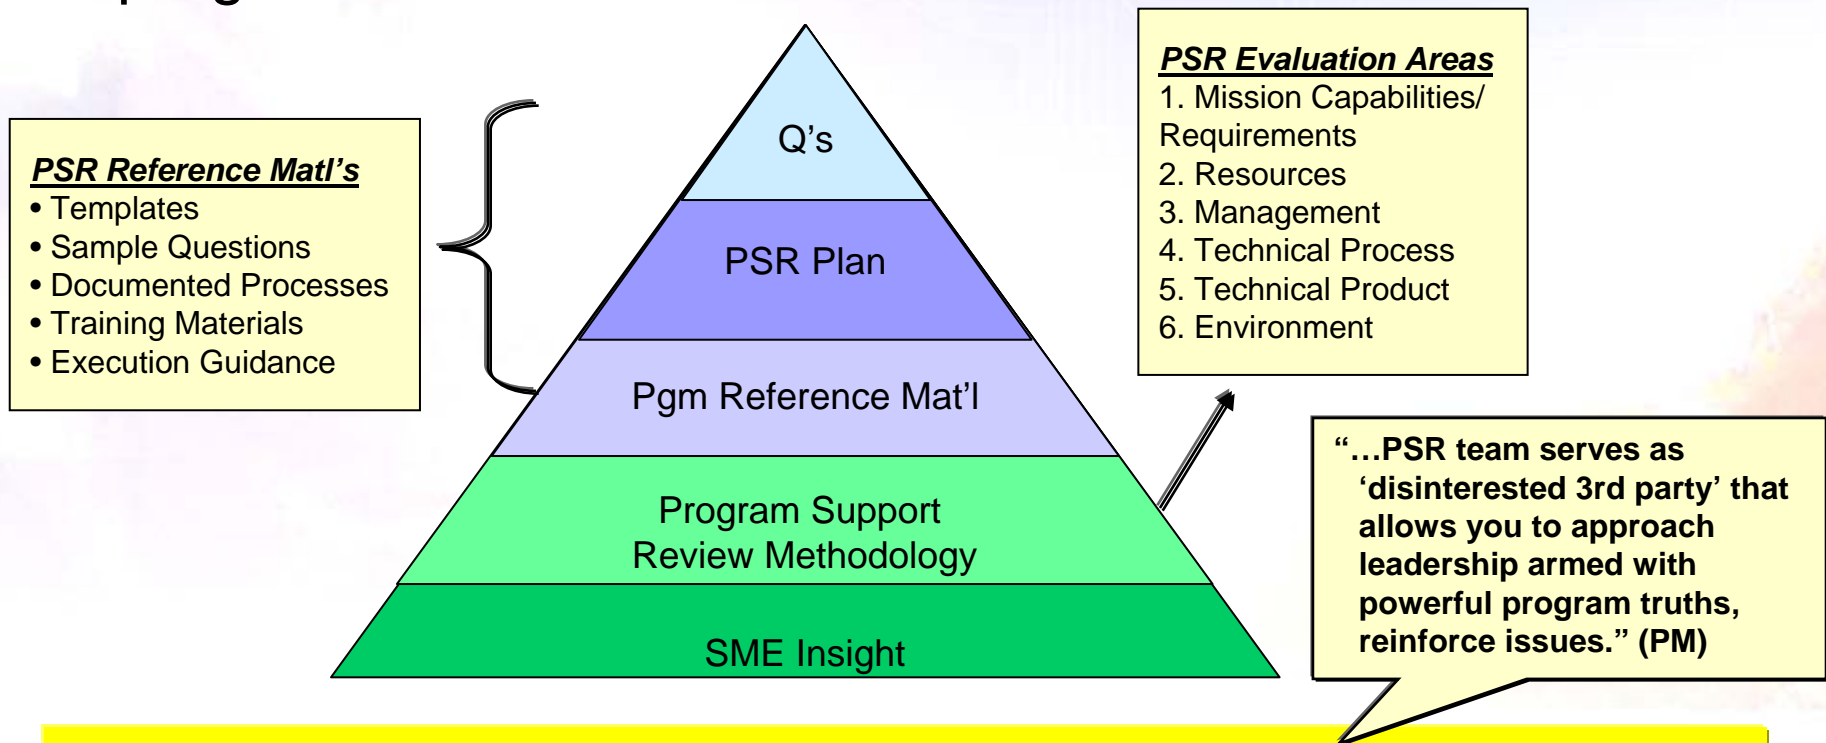 PSR Reference Matl’s
• Templates
• Sample Questions
• Documented Processes
• Training Materials
• Execution Guidance
Q’s
PSR Plan
Pgm Reference Mat’l
Program Support
Review Methodology
SME Insight
PSR Evaluation Areas
1. Mission Capabilities/
Requirements
2. Resources
3. Management
4. Technical Process
5. Technical Product
6. Environment
“…PSR team serves as
‘disinterested 3rd party’ that
allows you to approach
leadership armed with
powerful program truths,
reinforce issues.” (PM)